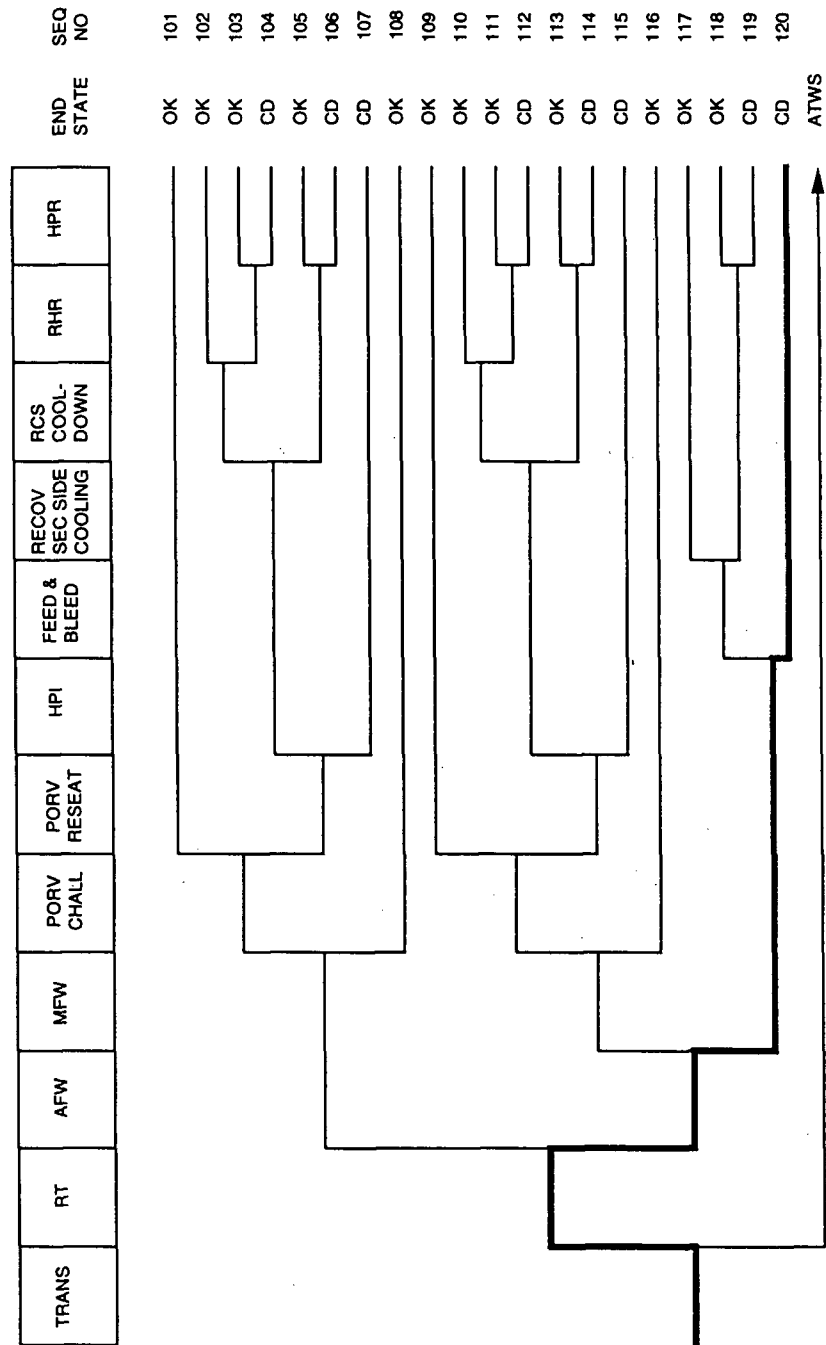 TRANS
RT
AFW
MFW
PORV
CHALL
PORV
RESEAT
HPI
FEED &
BLEED
RECOV
SEC SIDE
COOLING
RCS
COOL-
DOWN
RHR
HPR
END
STATE
SEQ
NO
OK 101
OK 102
OK 103
CD 104
OK 105
CD 106
CD 107
OK 108
OK 109
OK 110
OK 111
CD 112
OK 113
CD 114
CD 115
OK 116
OK 117
OK 118
CD 119
CD 120
ATWS